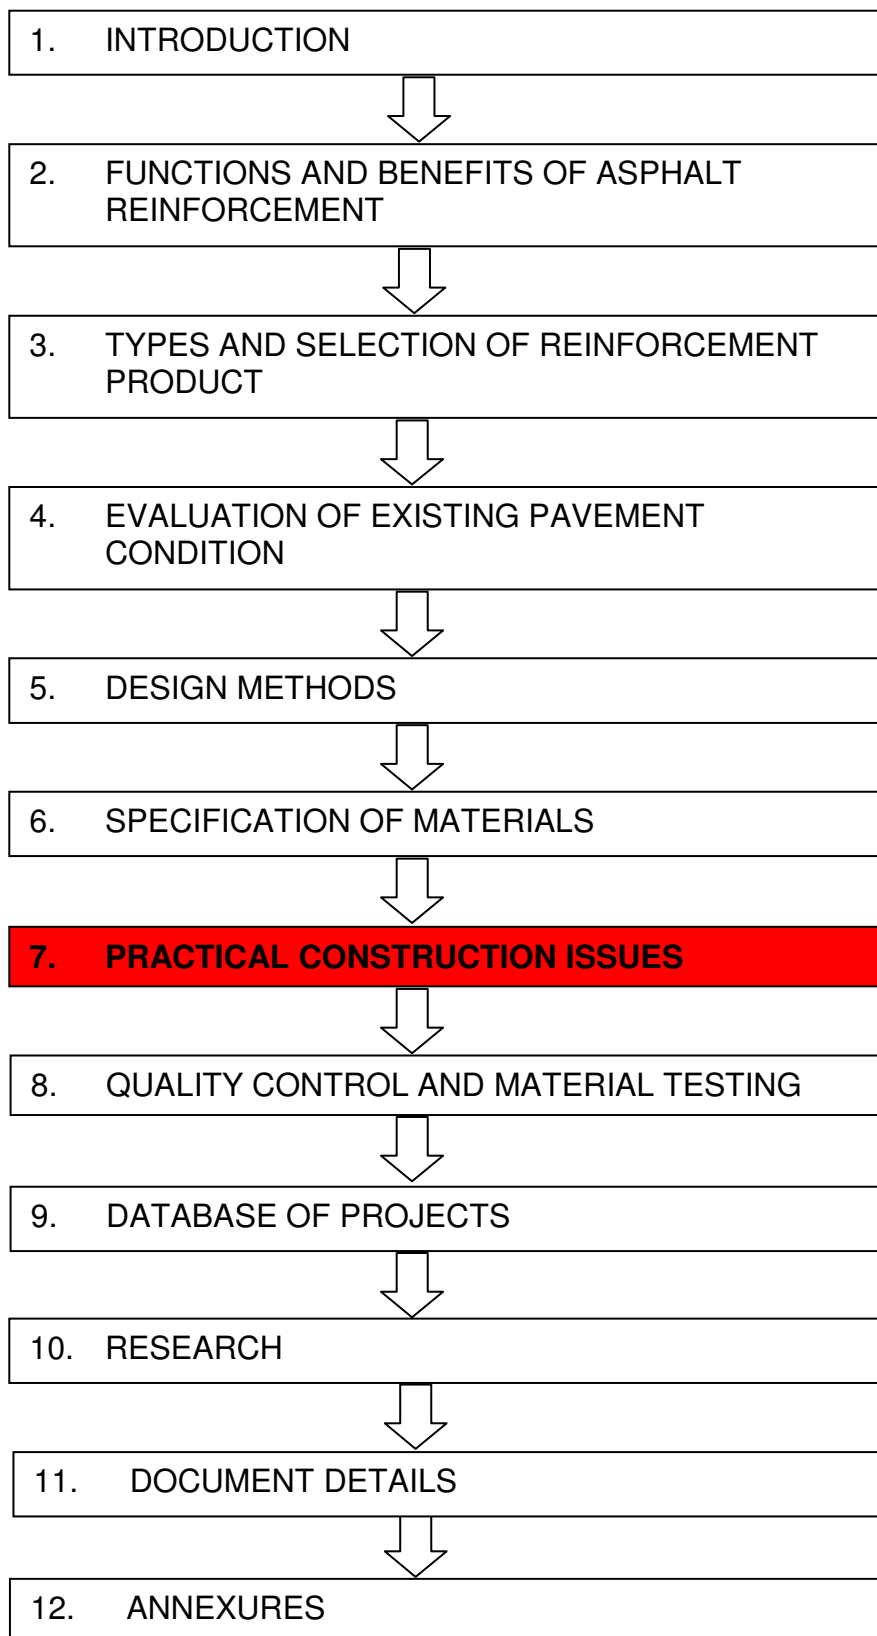 1. INTRODUCTION
2. FUNCTIONS AND BENEFITS OF ASPHALT
REINFORCEMENT
3. TYPES AND SELECTION OF REINFORCEMENT
PRODUCT
4. EVALUATION OF EXISTING PAVEMENT
CONDITION
5. DESIGN METHODS
6. SPECIFICATION OF MATERIALS
7. PRACTICAL CONSTRUCTION ISSUES
8. QUALITY CONTROL AND MATERIAL TESTING
9. DATABASE OF PROJECTS
10. RESEARCH
11. DOCUMENT DETAILS
12. ANNEXURES